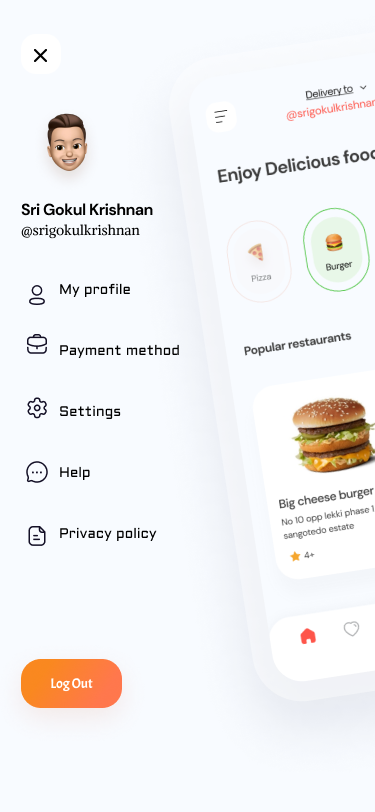 Sri Gokul Krishnan
@srigokulkrishnan
My profile
Payment method
Settings
Help
Privacy policy
Log Out
Delivery to
@srigokulkrishnan
Enjoy Delicious food
Pizza
Burger
Popular restaurants
Big cheese burger
No 10 opp lekki phase 1
sangotedo estate
4+